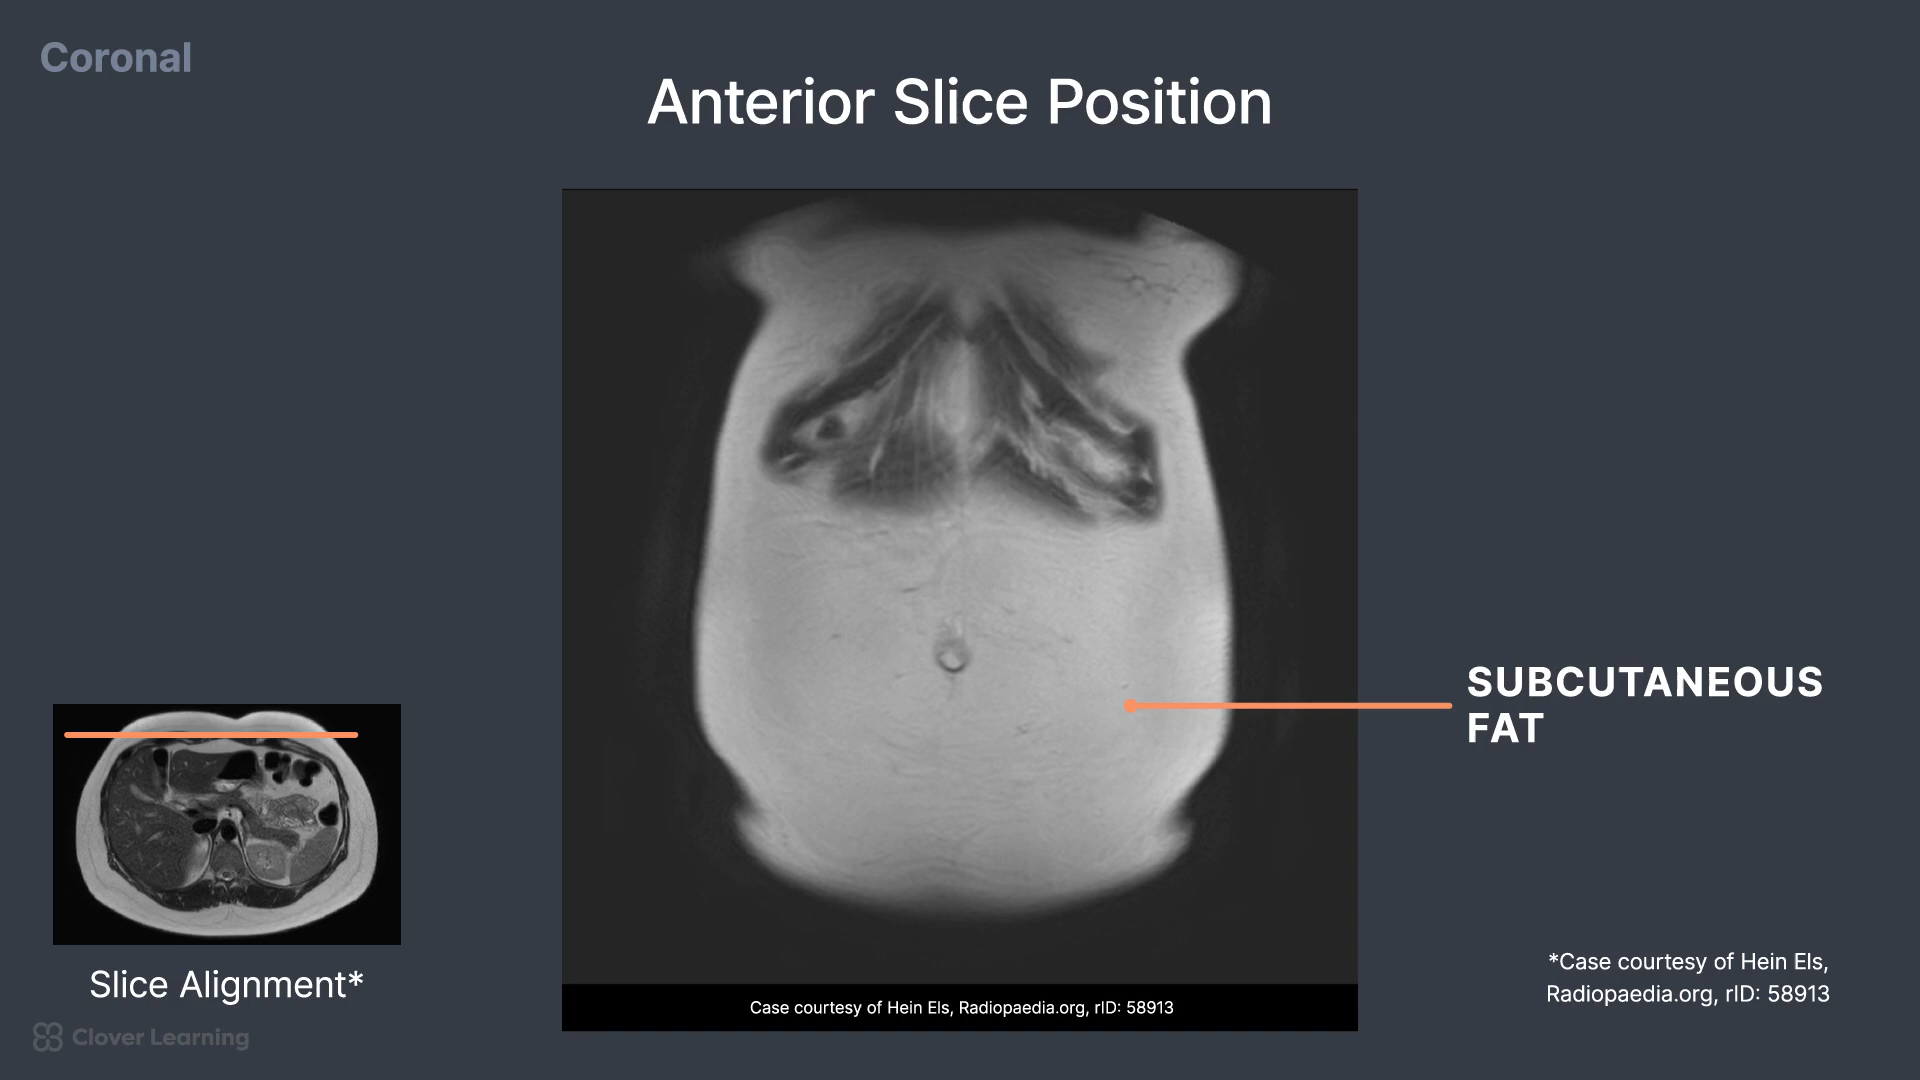 Coronal
Anterior Slice Position
SUBCUTANEOUS
FAT
Slice Alignment*
*Case courtesy of Hein Els,
Radiopaedia.org, rID: 58913
Case courtesy of Hein Els, Radiopaedia.org, rID: 58913
Clover Learning